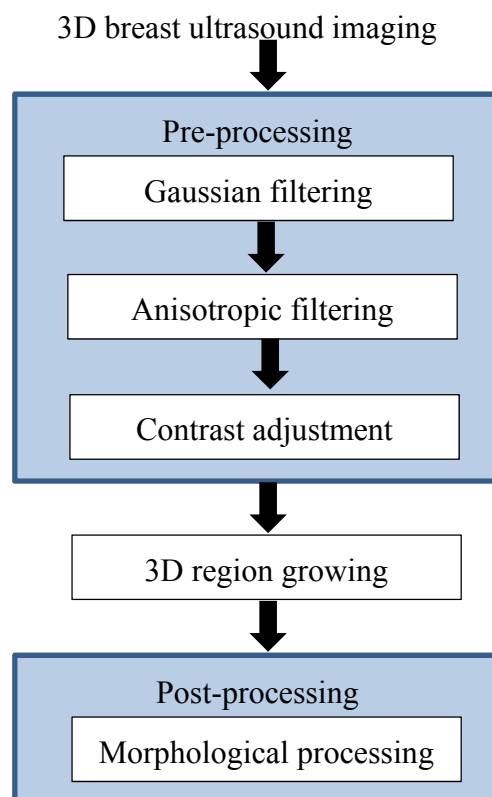 3D breast ultrasound imaging
Pre-processing
Gaussian filtering
Anisotropic filtering
Contrast adjustment
3D region growing
Post-processing
Morphological processing